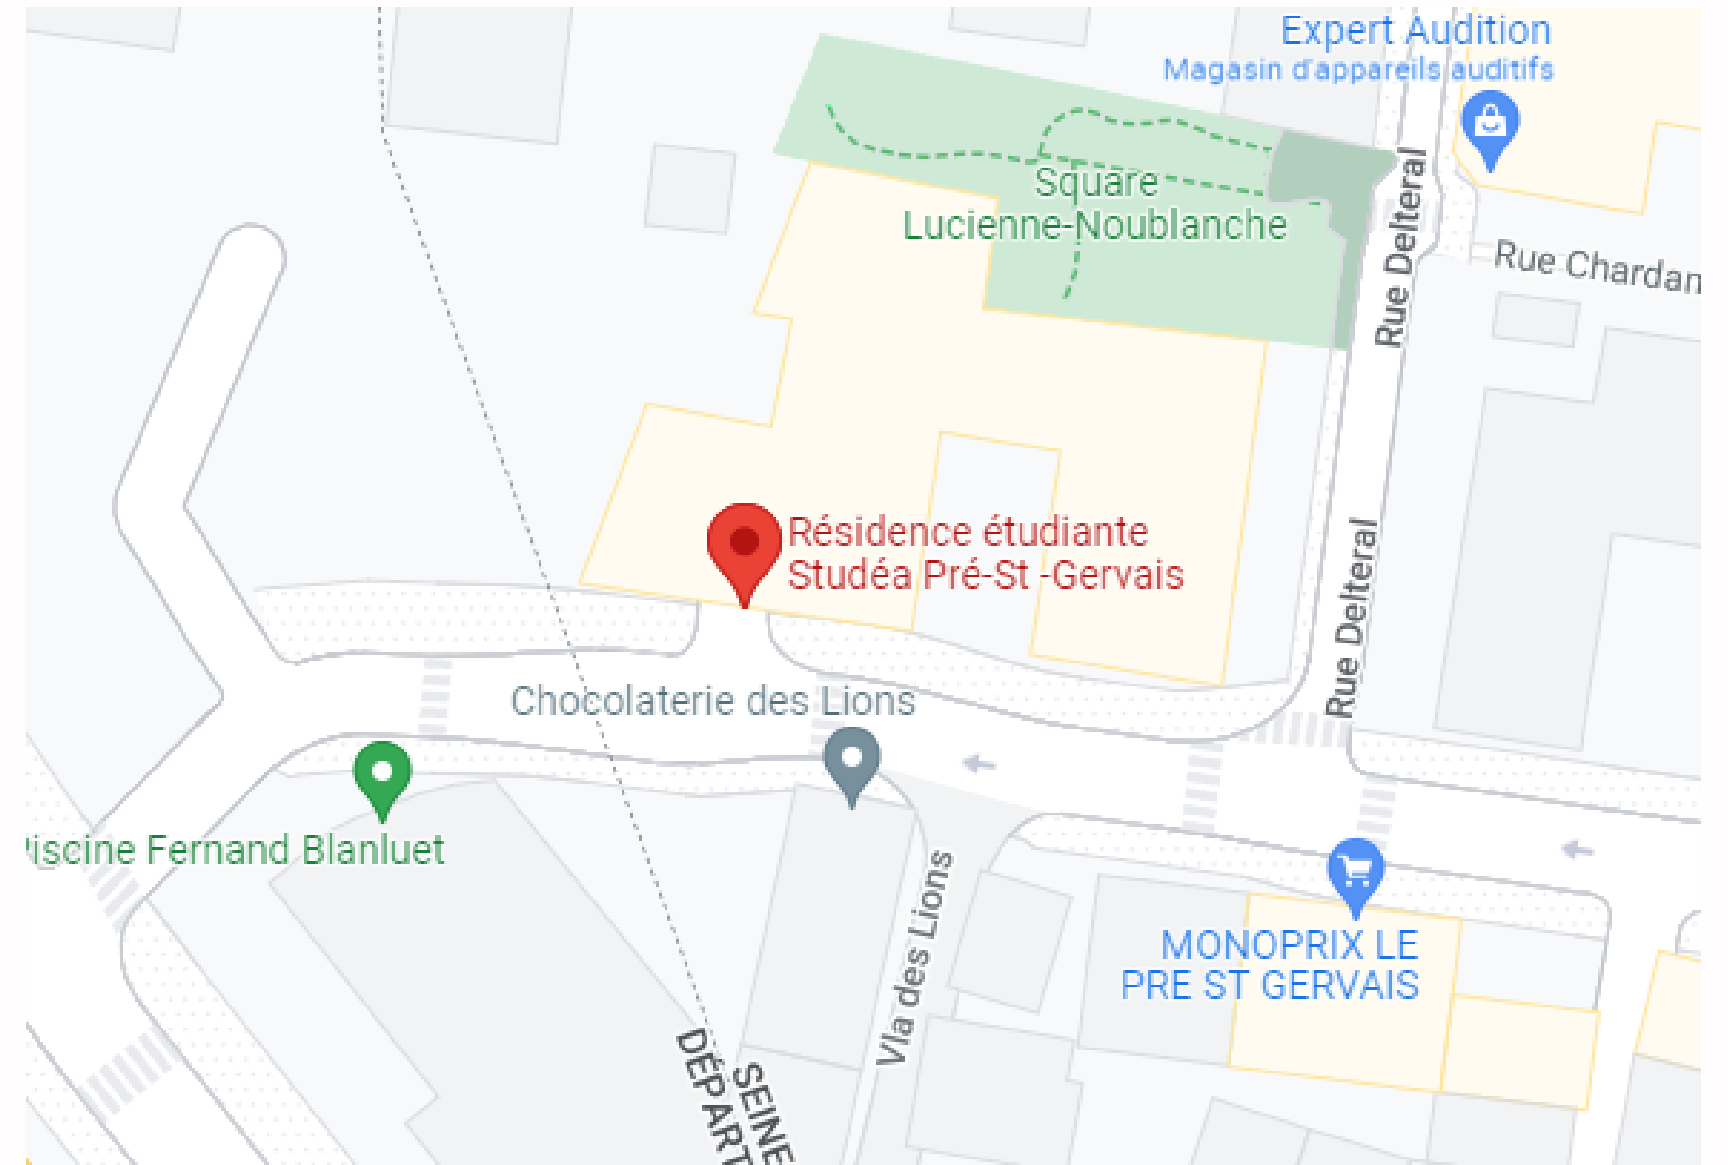 Expert Audition
Magasin d'appareils auditifs
Square
Lucienne-Noublanche
Rue Delteral
Rue Chardan
Résidence étudiante
Studéa Pré-St -Gervais
Rue Delteral
Chocolaterie des Lions
iscine Fernand Blanluet
Vla des Lions
MONOPRIX LE
PRE ST GERVAIS
SEINE
DÉPART